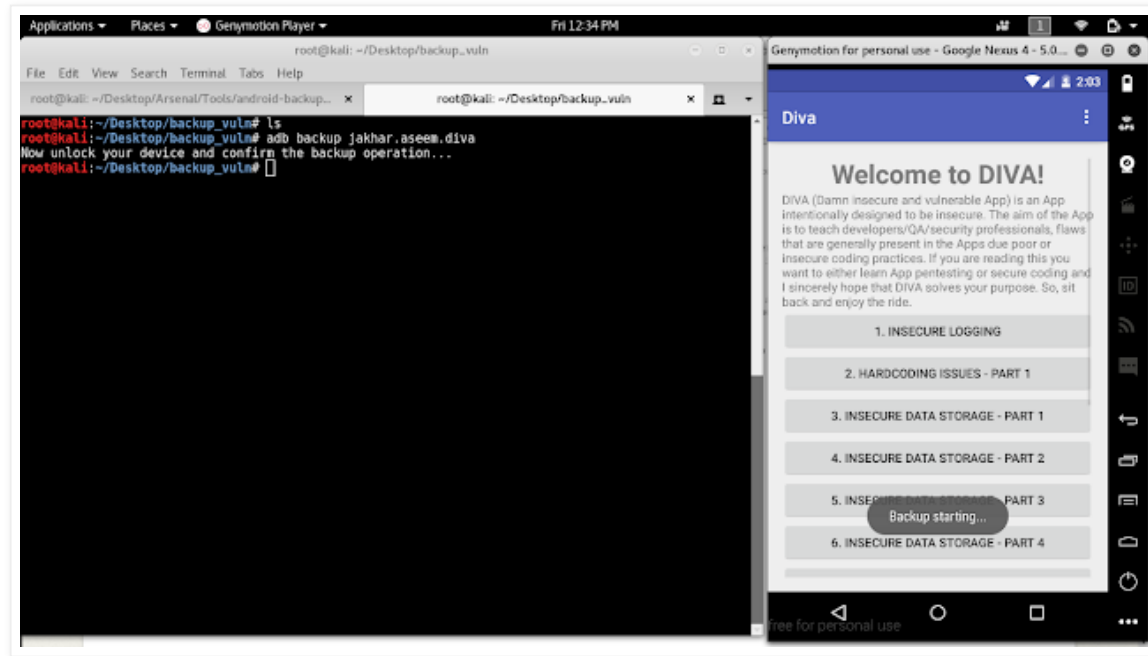 Applications Places Genymotion Player Fri 12:34 PM 1
root@kali: ~/Desktop/backup_vuln
File Edit View Search Terminal Tabs Help
root@kali: ~/Desktop/Arsenal/Tools/android-backup... root@kali: ~/Desktop/backup_vuln
root@kali:~/Desktop/backup_vuln# ls
root@kali:~/Desktop/backup_vuln# adb backup jakhar.aseem.diva
Now unlock your device and confirm the backup operation...
root@kali:~/Desktop/backup_vuln#
Genymotion for personal use - Google Nexus 4 - 5.0...
2:03
Diva
Welcome to DIVA!
DIVA (Damn insecure and vulnerable App) is an App
intentionally designed to be insecure. The aim of the App
is to teach developers/QA/security professionals, flaws
that are generally present in the Apps due poor or
insecure coding practices. If you are reading this you
want to either learn App pentesting or secure coding and
I sincerely hope that DIVA solves your purpose. So, sit
back and enjoy the ride.
1. INSECURE LOGGING
2. HARDCODING ISSUES - PART 1
3. INSECURE DATA STORAGE - PART 1
4. INSECURE DATA STORAGE - PART 2
5. INSECURE DATA STORAGE - PART 3
Backup starting...
6. INSECURE DATA STORAGE - PART 4
free for personal use
GPS
ID